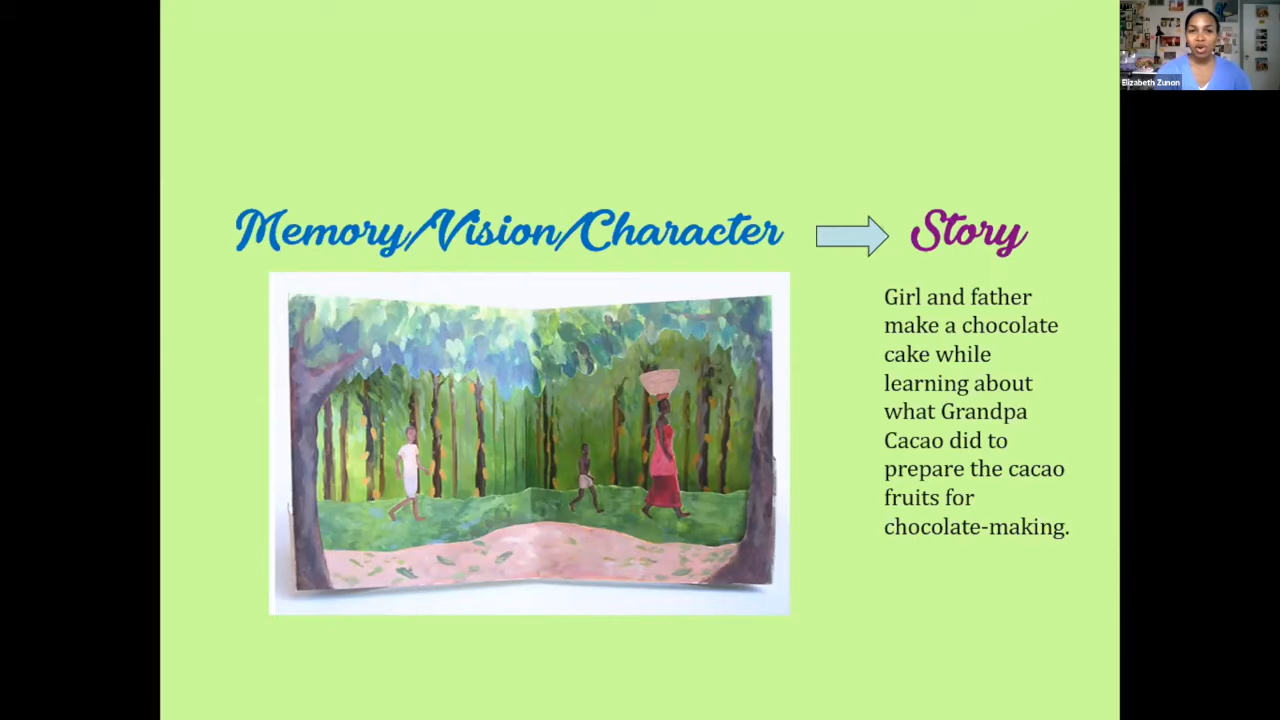 Elizabeth Zunon
Memory/Vision/Character
Story
Girl and father
make a chocolate
cake while
learning about
what Grandpa
Cacao did to
prepare the cacao
fruits for
chocolate-making.